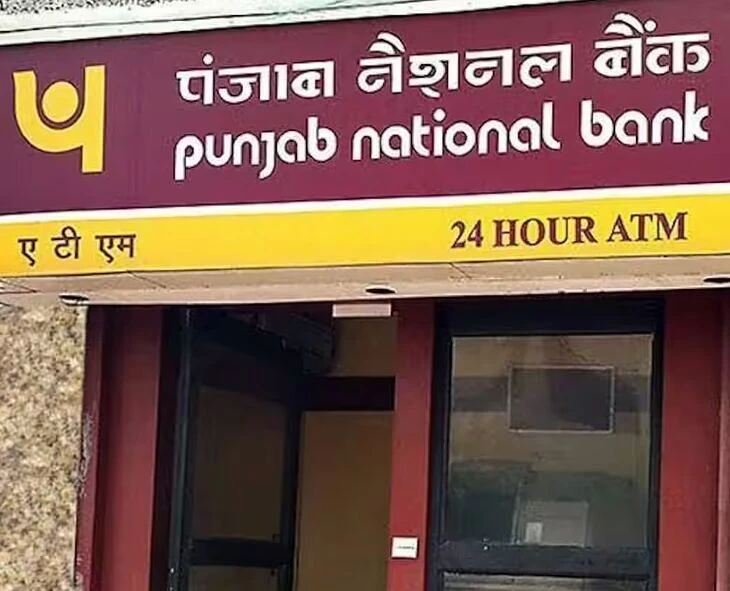 पंजाब नैशनल बैंक
punjab national bank
ए टी एम
24 HOUR ATM